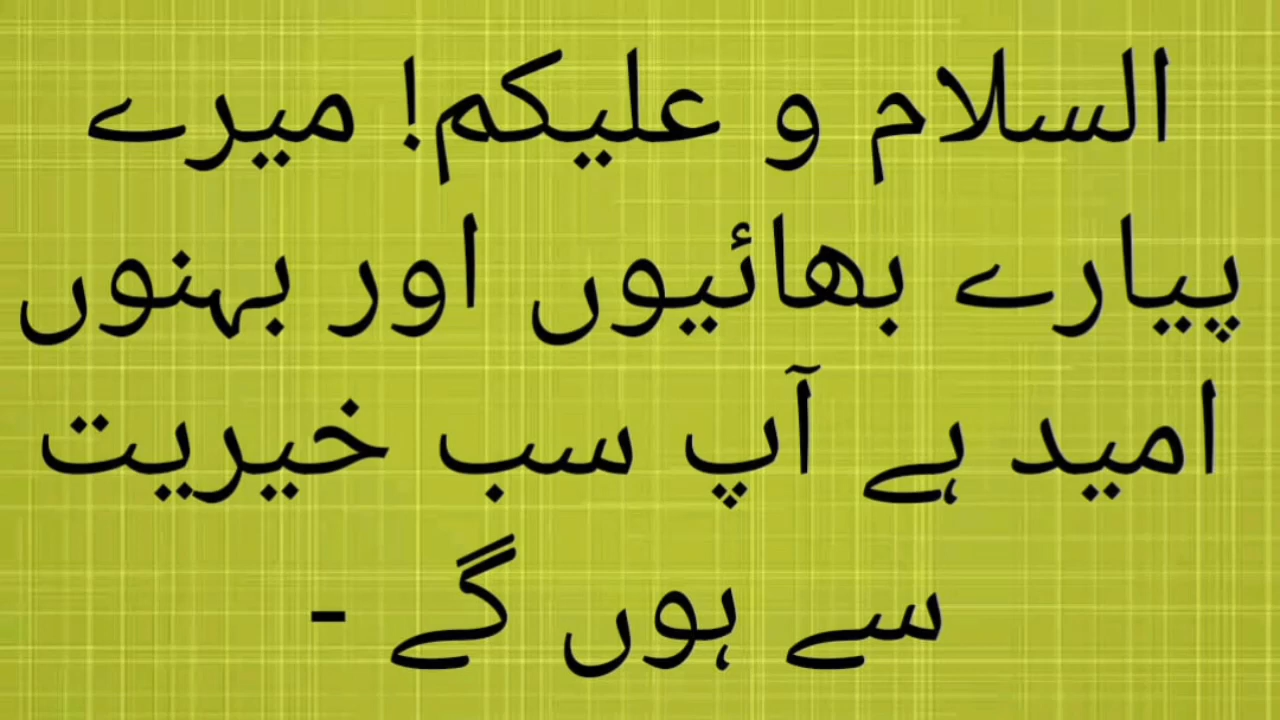 السلام و علیکم! میرے
پیارے بھائیوں اور بہنوں
امید ہے آپ سب خیریت
سے ہوں گے -